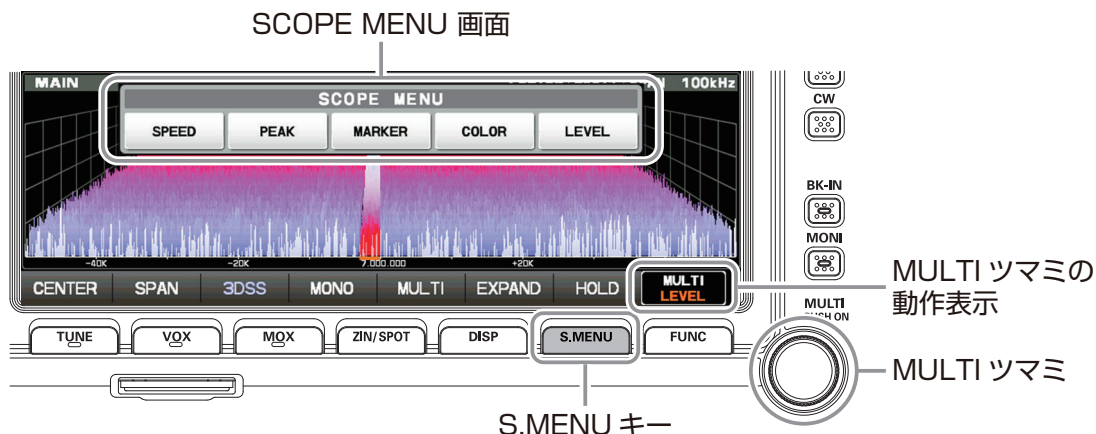 SCOPE MENU 画面
MAIN
100kHz
SCOPE MENU
SPEED PEAK MARKER COLOR LEVEL
CW
BK-IN
MONI
-40K -20K 7.000.000 +20K
CENTER SPAN 3DSS MONO MULTI EXPAND HOLD MULTI
LEVEL
MULTI ツマミの
動作表示
MULTI
TUNE VOX MOX ZIN/SPOT DISP S.MENU FUNC
MULTI ツマミ
S.MENU キー